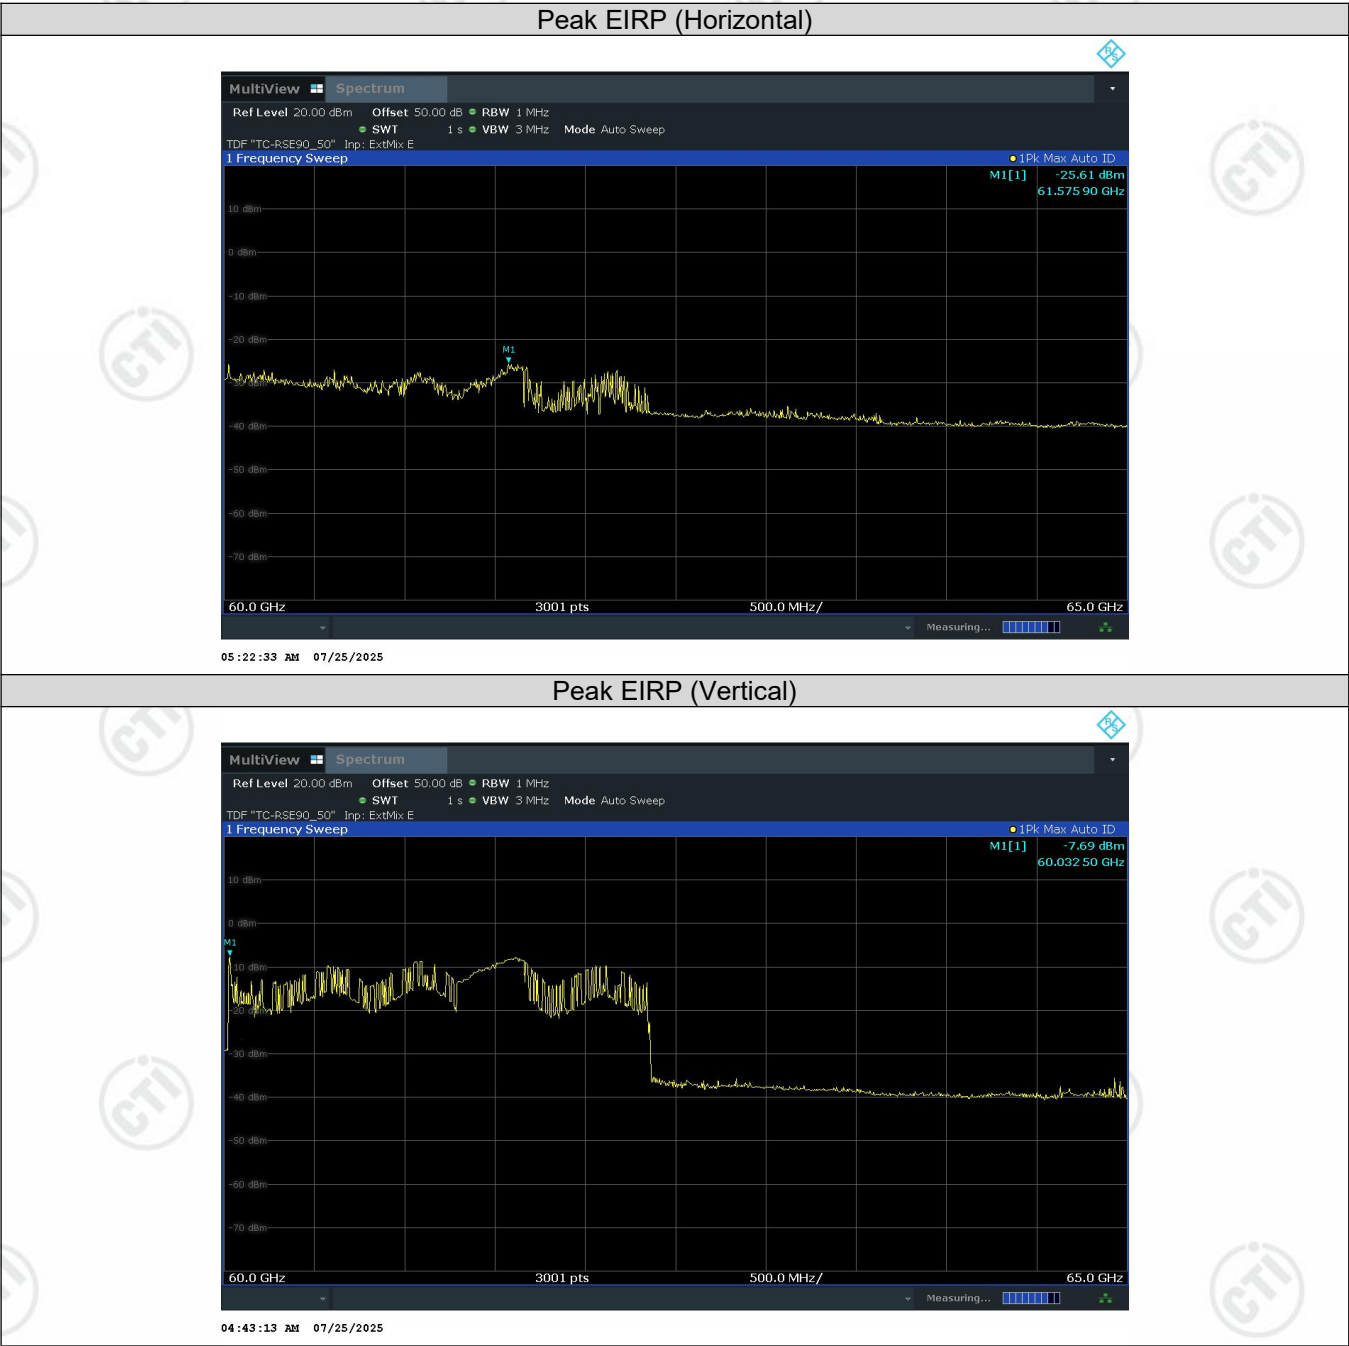 Peak EIRP (Horizontal)
MultiView Spectrum
Ref Level 20.00 dBm Offset 50.00 dB RBW 1 MHz
SWT 1 s VBW 3 MHz Mode Auto Sweep
TDF "TC-RSE90_50" Inp: ExtMix E
1 Frequency Sweep 1Pk Max Auto ID
M1[1] -25.61 dBm
61.575 90 GHz
10 dBm
0 dBm
-10 dBm
-20 dBm
M1
-30 dBm
-40 dBm
-50 dBm
-60 dBm
-70 dBm
60.0 GHz 3001 pts 500.0 MHz/ 65.0 GHz
Measuring...
05:22:33 AM 07/25/2025
Peak EIRP (Vertical)
MultiView Spectrum
Ref Level 20.00 dBm Offset 50.00 dB RBW 1 MHz
SWT 1 s VBW 3 MHz Mode Auto Sweep
TDF "TC-RSE90_50" Inp: ExtMix E
1 Frequency Sweep 1Pk Max Auto ID
M1[1] -7.69 dBm
60.032 50 GHz
10 dBm
0 dBm
M1
-10 dBm
-20 dBm
-30 dBm
-40 dBm
-50 dBm
-60 dBm
-70 dBm
60.0 GHz 3001 pts 500.0 MHz/ 65.0 GHz
Measuring...
04:43:13 AM 07/25/2025
CTI